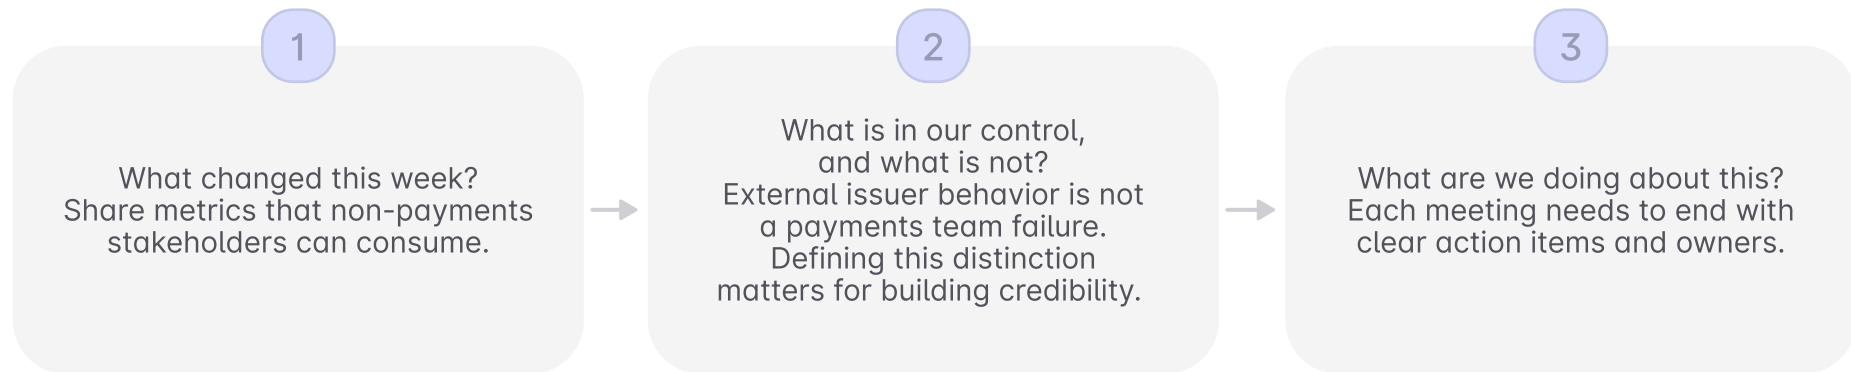 1
What changed this week?
Share metrics that non-payments
stakeholders can consume.
2
What is in our control,
and what is not?
External issuer behavior is not
a payments team failure.
Defining this distinction
matters for building credibility.
3
What are we doing about this?
Each meeting needs to end with
clear action items and owners.